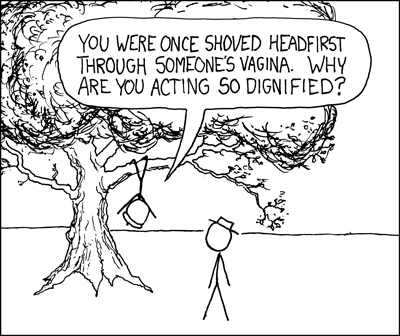 YOU WERE ONCE SHOVED HEADFIRST
THROUGH SOMEONE'S VAGINA. WHY
ARE YOU ACTING SO DIGNIFIED?